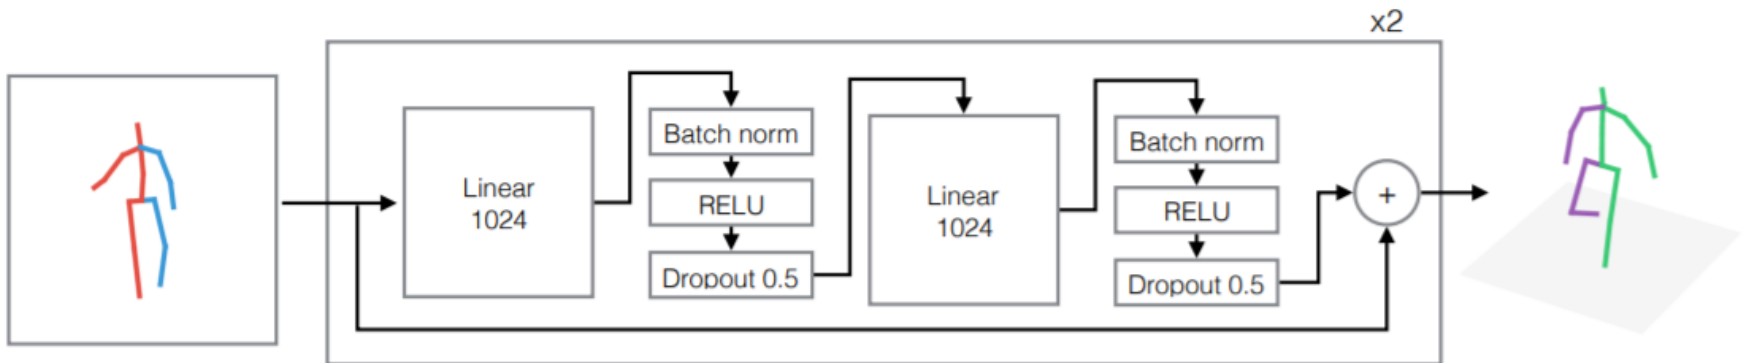 x2
Linear
1024
Batch norm
RELU
Dropout 0.5
Linear
1024
Batch norm
RELU
Dropout 0.5
+